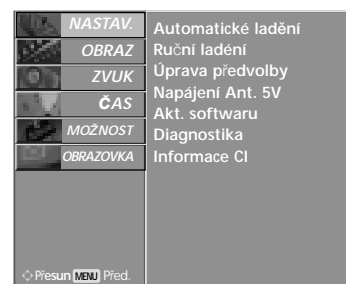 NASTAV.
OBRAZ
ZVUK
ČAS
MOŽNOST
OBRAZOVKA
Automatické ladění
Ruční ladéní
Úprava předvolby
Napájení Ant. 5V
Akt. softwaru
Diagnostika
Informace CI
Přesun MENU Před.